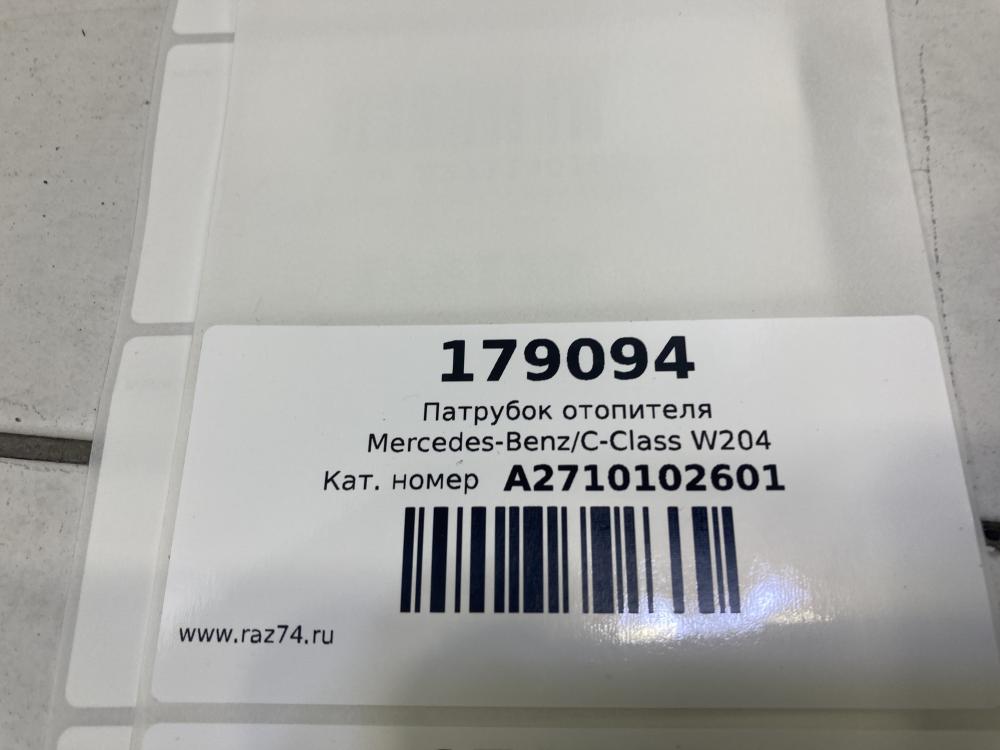 179094
Патрубок отопителя
Mercedes-Benz/C-Class W204
Кат. номер A2710102601
www.raz74.ru